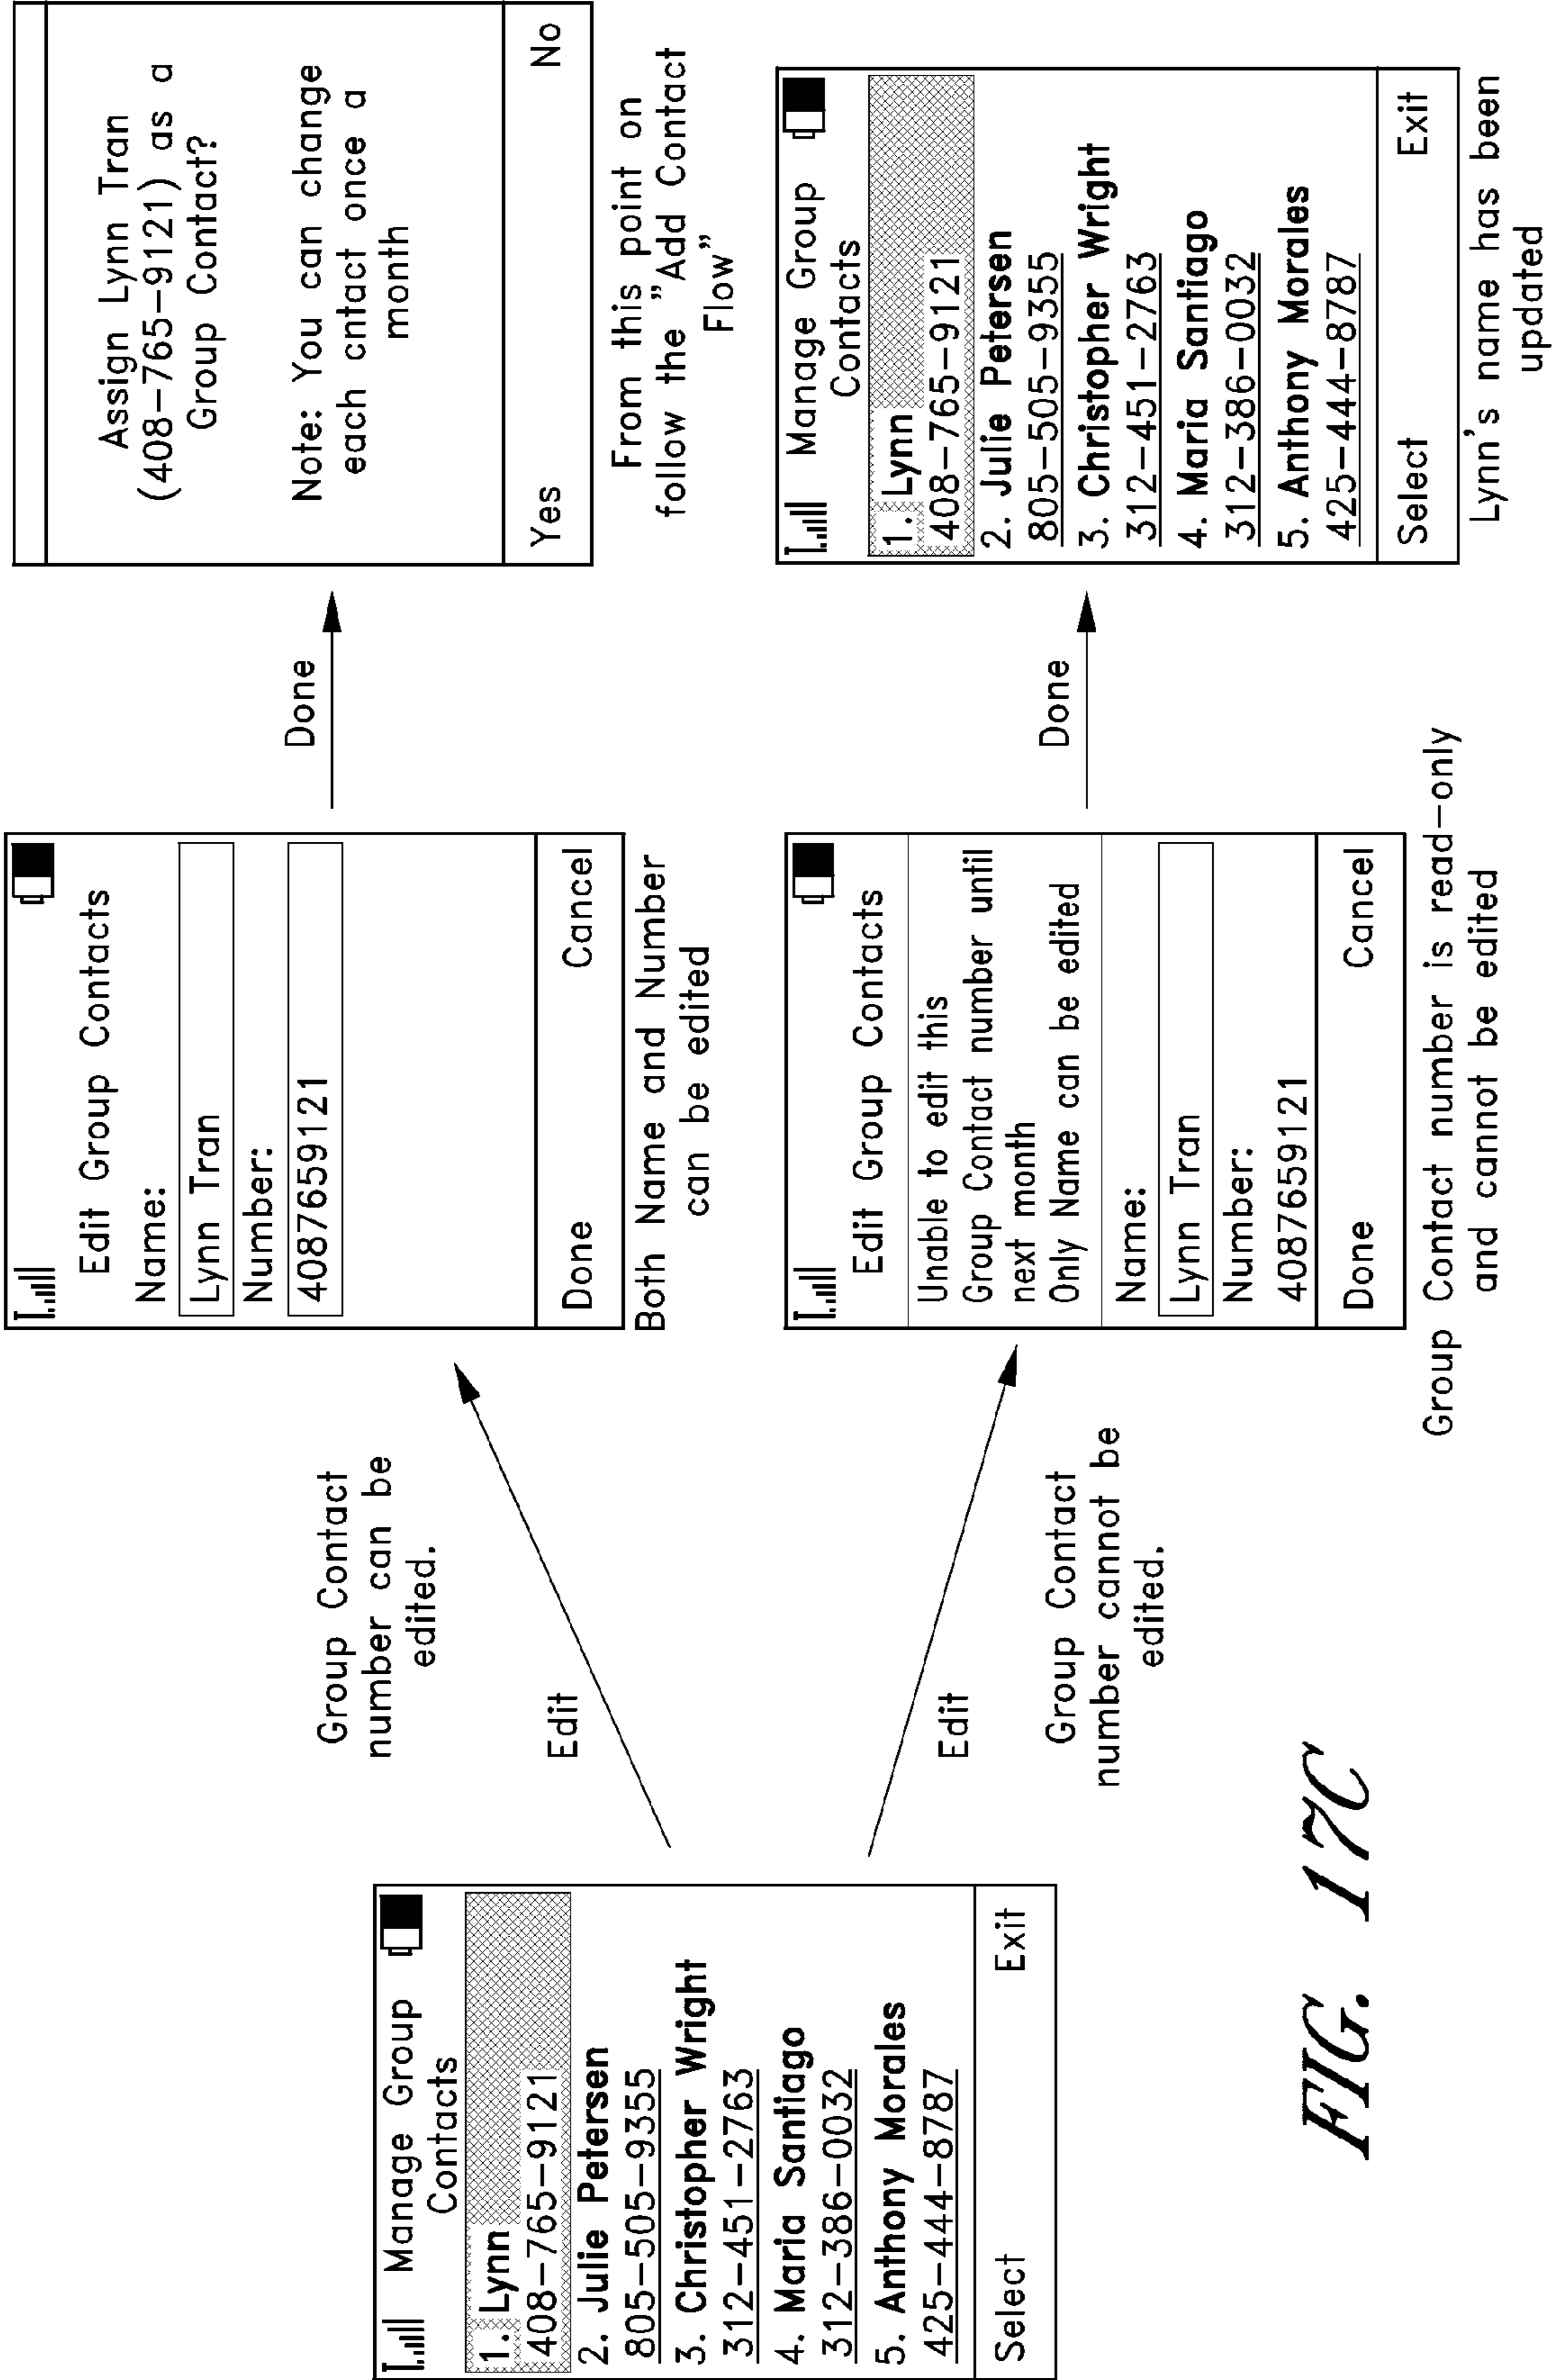 Manage Group
Contacts
1. Lynn
408-765-9121
2. Julie Petersen
805-505-9355
3. Christopher Wright
312-451-2763
4. Maria Santiago
312-386-0032
5. Anthony Morales
425-444-8787
Select Exit
Group Contact
number can be
edited.
Edit
Edit Group Contacts
Name:
Lynn Tran
Number:
4087659121
Done Cancel
Both Name and Number
can be edited
Done
Assign Lynn Tran
(408-765-9121) as a
Group Contact?
Note: You can change
each cntact once a
month
Yes No
From this point on
follow the "Add Contact
Flow"
Edit
Group Contact
number cannot be
edited.
Edit Group Contacts
Unable to edit this
Group Contact number until
next month
Only Name can be edited
Name:
Lynn Tran
Number:
4087659121
Done Cancel
Group Contact number is read-only
and cannot be edited
Done
Manage Group
Contacts
1. Lynn
408-765-9121
2. Julie Petersen
805-505-9355
3. Christopher Wright
312-451-2763
4. Maria Santiago
312-386-0032
5. Anthony Morales
425-444-8787
Select Exit
Lynn's name has been
updated
FIG. 17C